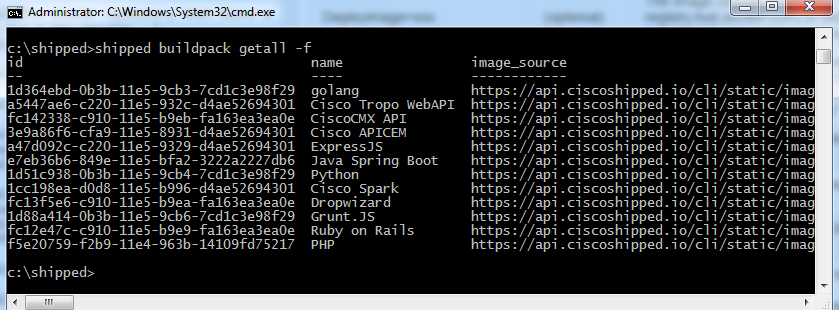 Administrator: C:\Windows\System32\cmd.exe
c:\shipped>shipped buildpack getall -f
id name image_source
-- ---- ------------
1d364ebd-0b3b-11e5-9cb3-7cd1c3e98f29 golang https://api.ciscoshipped.io/cli/static/imag
a5447ae6-c220-11e5-932c-d4ae52694301 Cisco Tropo WebAPI https://api.ciscoshipped.io/cli/static/imag
fc142338-c910-11e5-b9eb-fa163ea3ea0e CiscoCMX API https://api.ciscoshipped.io/cli/static/imag
3e9a86f6-cfa9-11e5-8931-d4ae52694301 Cisco APICEM https://api.ciscoshipped.io/cli/static/imag
a47d092c-c220-11e5-9329-d4ae52694301 ExpressJS https://api.ciscoshipped.io/cli/static/imag
e7eb36b6-849e-11e5-bfa2-3222a2227db6 Java Spring Boot https://api.ciscoshipped.io/cli/static/imag
1d51c938-0b3b-11e5-9cb4-7cd1c3e98f29 Python https://api.ciscoshipped.io/cli/static/imag
1cc198ea-d0d8-11e5-b996-d4ae52694301 Cisco Spark https://api.ciscoshipped.io/cli/static/imag
fc13f5e6-c910-11e5-b9ea-fa163ea3ea0e Dropwizard https://api.ciscoshipped.io/cli/static/imag
1d88a414-0b3b-11e5-9cb6-7cd1c3e98f29 Grunt.JS https://api.ciscoshipped.io/cli/static/imag
fc12e47c-c910-11e5-b9e9-fa163ea3ea0e Ruby on Rails https://api.ciscoshipped.io/cli/static/imag
f5e20759-f2b9-11e4-963b-14109fd75217 PHP https://api.ciscoshipped.io/cli/static/imag
c:\shipped>